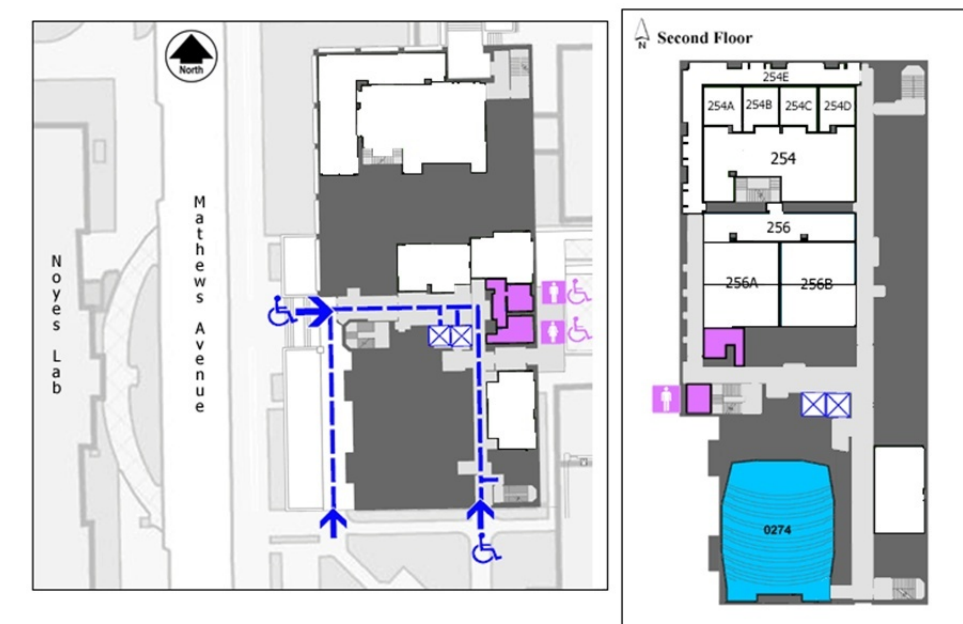 North
Noyes Lab
Mathews Avenue
N
Second Floor
254E
254A
254B
254C
254D
254
256
256A
256B
0274